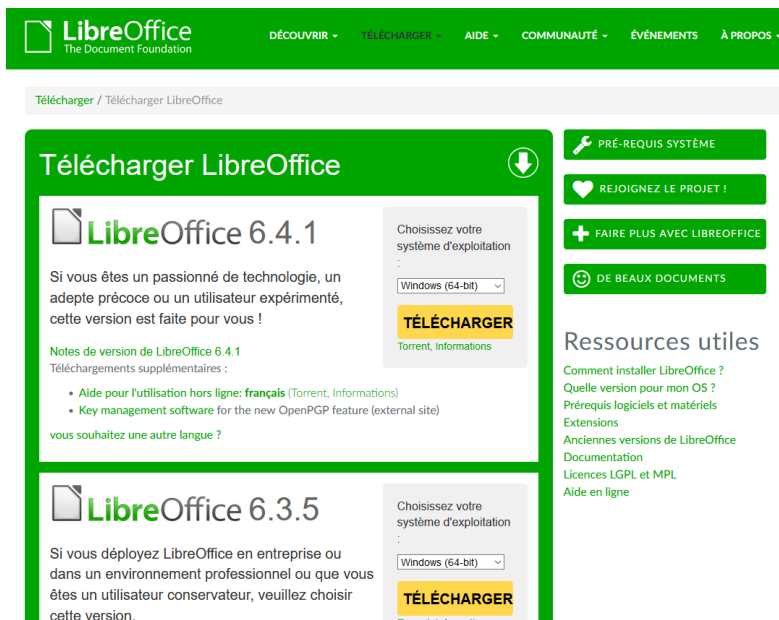 LibreOffice
The Document Foundation
DÉCOUVRIR
TÉLÉCHARGER
AIDE
COMMUNAUTÉ
ÉVÉNEMENTS
À PROPOS
Télécharger / Télécharger LibreOffice
Télécharger LibreOffice
LibreOffice 6.4.1
Si vous êtes un passionné de technologie, un
adepte précoce ou un utilisateur expérimenté,
cette version est faite pour vous !
Notes de version de LibreOffice 6.4.1
Téléchargements supplémentaires :
• Aide pour l'utilisation hors ligne: français (Torrent, Informations)
• Key management software for the new OpenPGP feature (external site)
vous souhaitez une autre langue ?
Choisissez votre
système d'exploitation
:
Windows (64-bit)
TÉLÉCHARGER
Torrent, Informations
LibreOffice 6.3.5
Si vous déployez LibreOffice en entreprise ou
dans un environnement professionnel ou que vous
êtes un utilisateur conservateur, veuillez choisir
cette version.
Choisissez votre
système d'exploitation
:
Windows (64-bit)
TÉLÉCHARGER
PRÉ-REQUIS SYSTÈME
REJOIGNEZ LE PROJET !
FAIRE PLUS AVEC LIBREOFFICE
DE BEAUX DOCUMENTS
Ressources utiles
Comment installer LibreOffice ?
Quelle version pour mon OS ?
Prérequis logiciels et matériels
Extensions
Anciennes versions de LibreOffice
Documentation
Licences LGPL et MPL
Aide en ligne